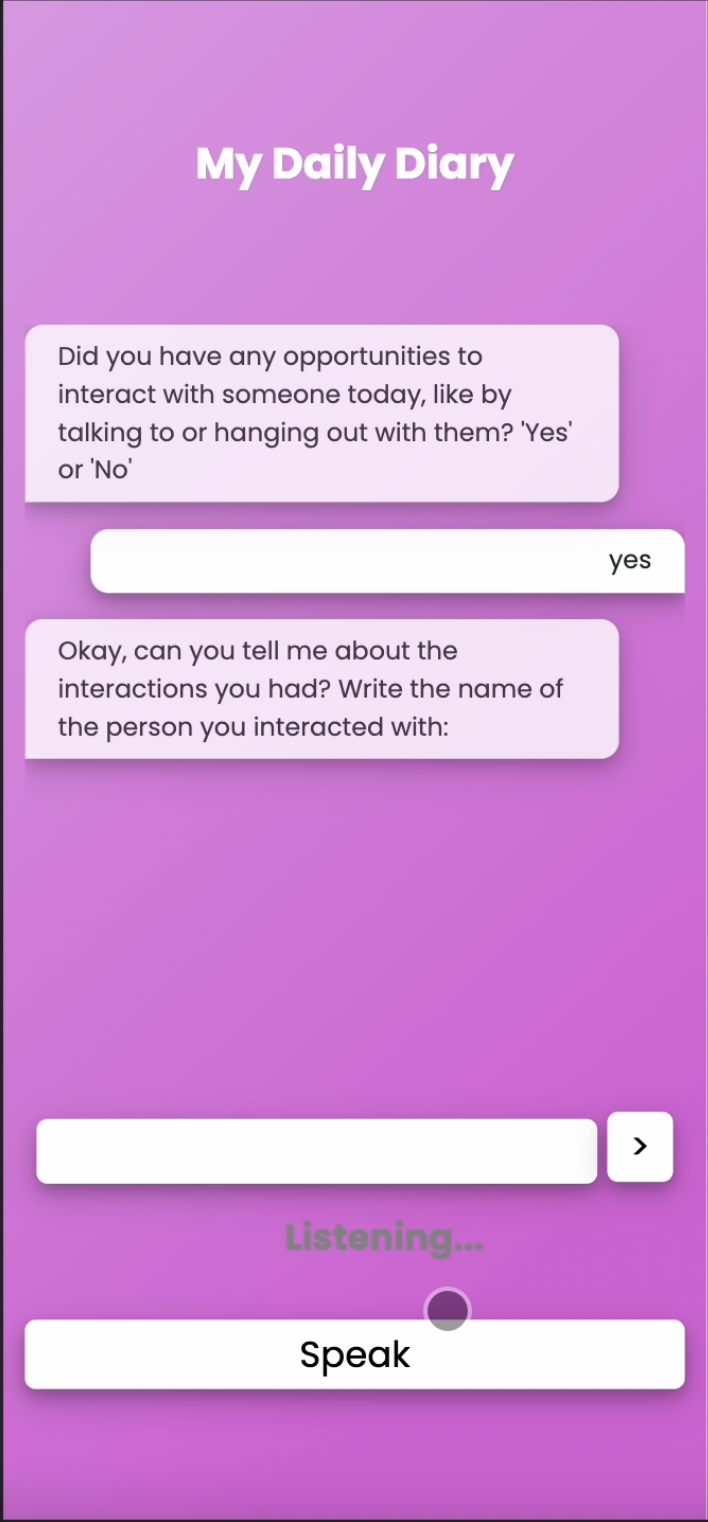 My Daily Diary
Did you have any opportunities to
interact with someone today, like by
talking to or hanging out with them? 'Yes'
or 'No'
yes
Okay, can you tell me about the
interactions you had? Write the name of
the person you interacted with:
>
Listening...
Speak